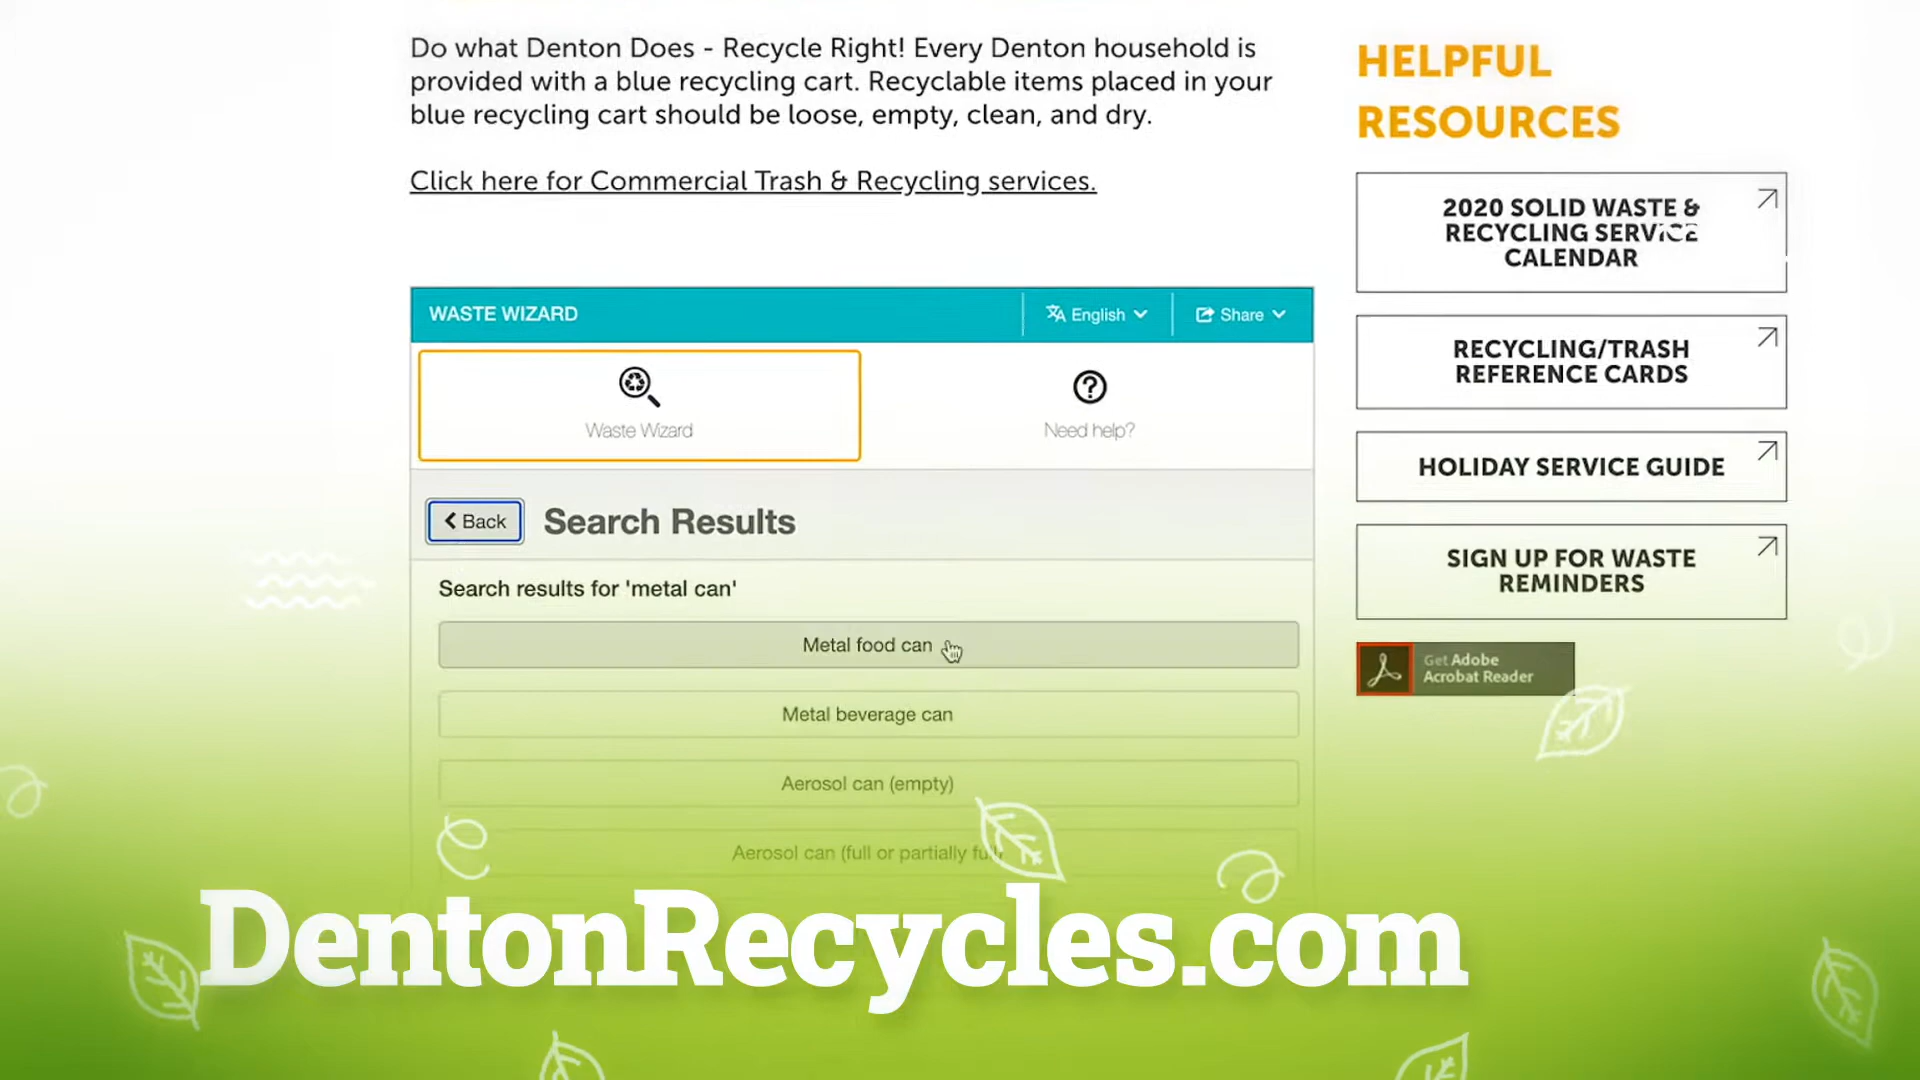 Do what Denton Does - Recycle Right! Every Denton household is
provided with a blue recycling cart. Recyclable items placed in your
blue recycling cart should be loose, empty, clean, and dry.
Click here for Commercial Trash & Recycling services.
HELPFUL
RESOURCES
2020 SOLID WASTE &
RECYCLING SERVICE
CALENDAR
RECYCLING/TRASH
REFERENCE CARDS
HOLIDAY SERVICE GUIDE
SIGN UP FOR WASTE
REMINDERS
Get Adobe
Acrobat Reader
WASTE WIZARD
English
Share
Waste Wizard
Need help?
Back
Search Results
Search results for 'metal can'
Metal food can
Metal beverage can
Aerosol can (empty)
Aerosol can (full or partially full)
DentonRecycles.com